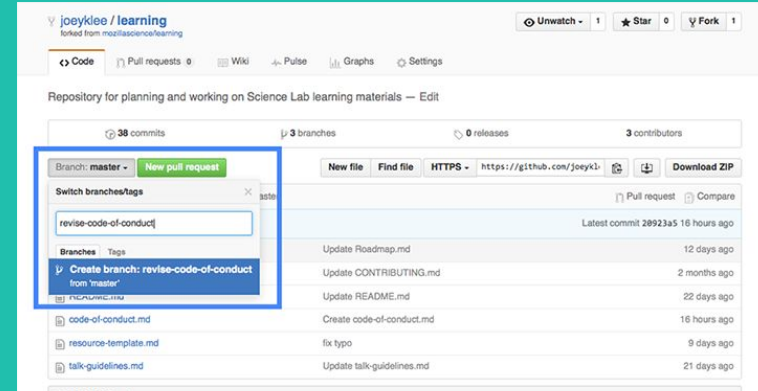 joeyklee / learning
forked from mozillascience/learning
Unwatch 1 Star 0 Fork 1
Code Pull requests 0 Wiki Pulse Graphs Settings
Repository for planning and working on Science Lab learning materials — Edit
38 commits 3 branches 0 releases 3 contributors
Branch: master New pull request New file Find file HTTPS https://github.com/joeykl Download ZIP
Switch branches/tags
Pull request Compare
revise-code-of-conduct
Latest commit 20923a5 16 hours ago
Branches Tags
Update Roadmap.md 12 days ago
Create branch: revise-code-of-conduct
from 'master'
Update CONTRIBUTING.md 2 months ago
README.md Update README.md 22 days ago
code-of-conduct.md Create code-of-conduct.md 16 hours ago
resource-template.md fix typo 9 days ago
talk-guidelines.md Update talk-guidelines.md 21 days ago